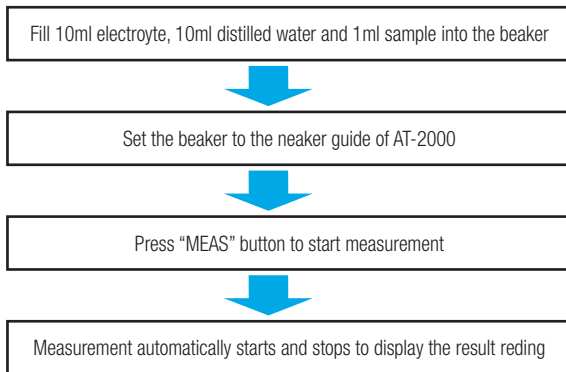 Fill 10ml electroyte, 10ml distilled water and 1ml sample into the beaker
Set the beaker to the neaker guide of AT-2000
Press “MEAS” button to start measurement
Measurement automatically starts and stops to display the result reding